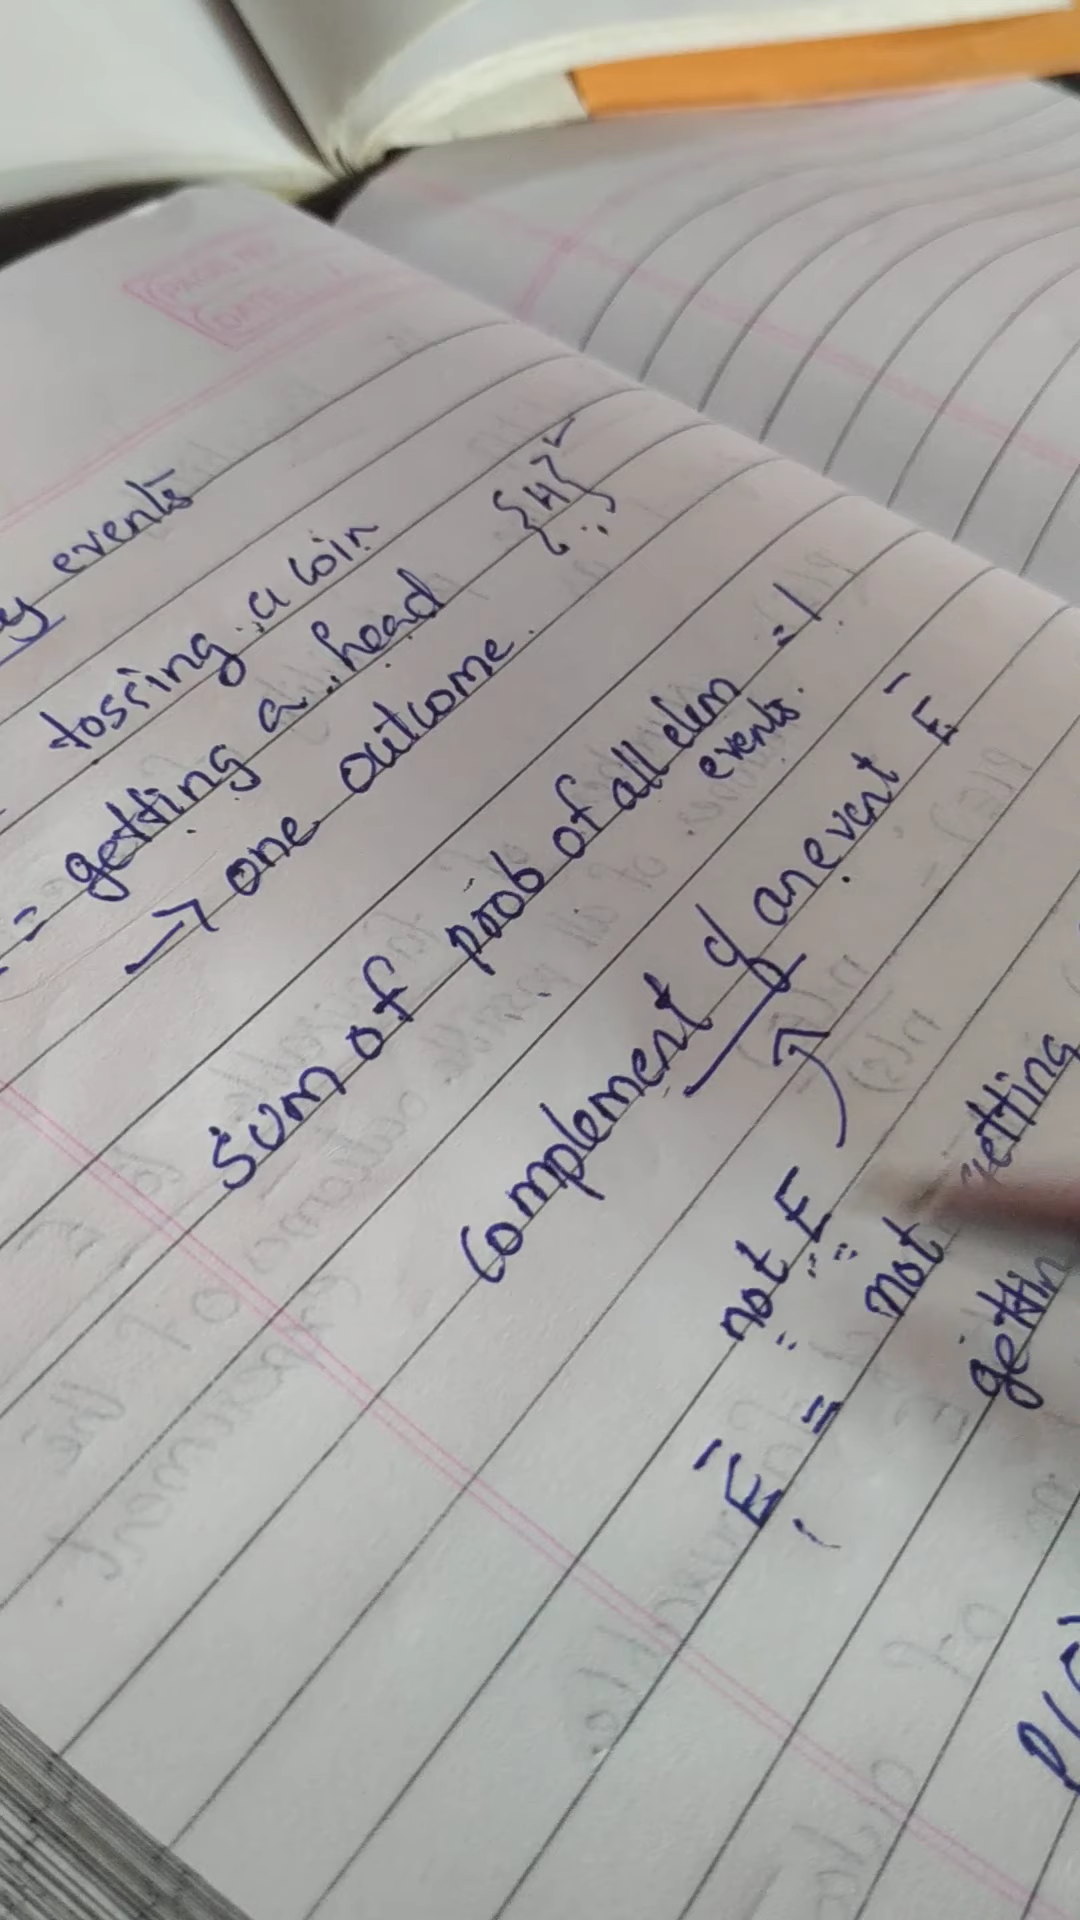 y events
tossing a coin
= getting a head {H}
→ one outcome.
sum of prob of all elem events. = 1
Complement of an event E̅
not E
E̅ = not getting
gettin
P(